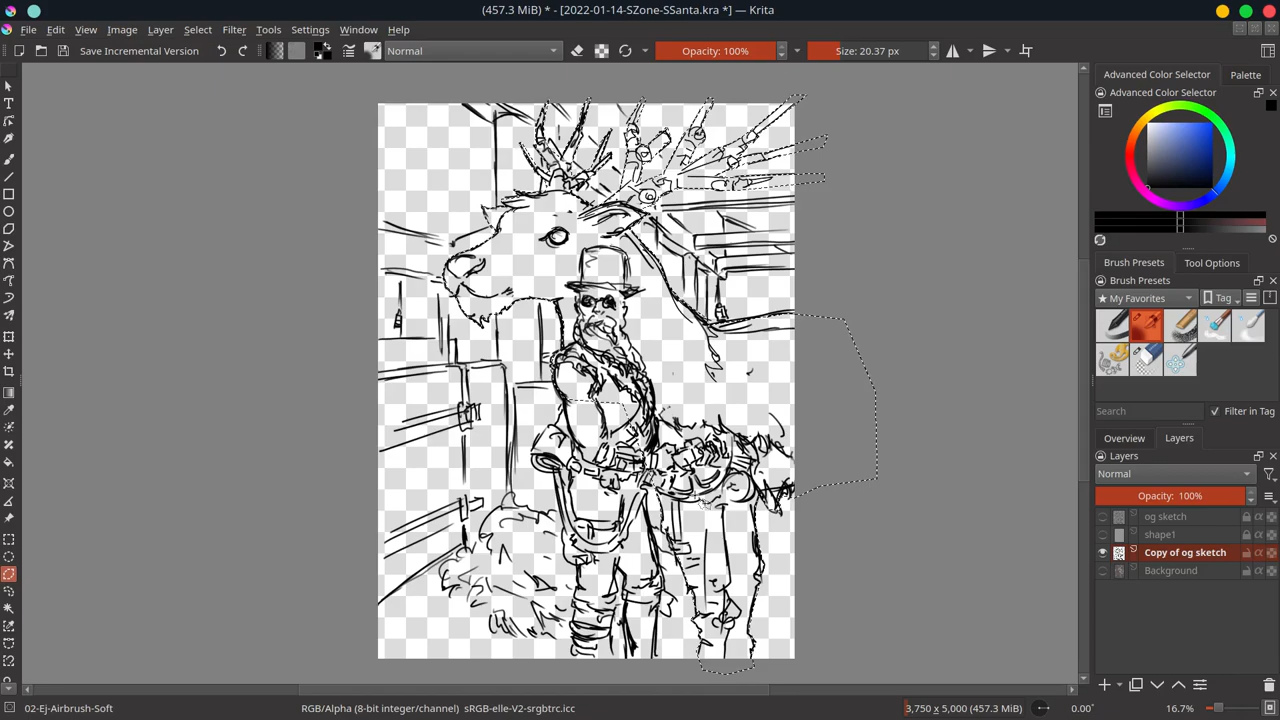 (457.3 MiB) * - [2022-01-14-SZone-SSanta.kra *] — Krita
File Edit View Image Layer Select Filter Tools Settings Window Help
Save Incremental Version
Normal
Opacity: 100%
Size: 20.37 px
Advanced Color Selector
Palette
Advanced Color Selector
Brush Presets
Tool Options
Brush Presets
My Favorites
Tag
Search
Filter in Tag
Overview
Layers
Layers
Normal
Opacity: 100%
og sketch
shape1
Copy of og sketch
Background
02-Ej-Airbrush-Soft
RGB/Alpha (8-bit integer/channel) sRGB-elle-V2-srgbtrc.icc
3,750 x 5,000 (457.3 MiB)
0.00°
16.7%